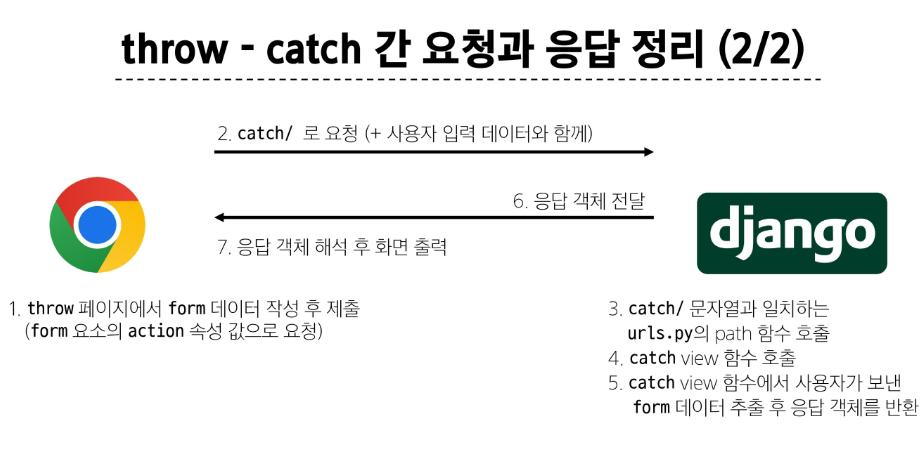 throw - catch 간 요청과 응답 정리 (2/2)
2. catch/ 로 요청 (+ 사용자 입력 데이터와 함께)
6. 응답 객체 전달
django
7. 응답 객체 해석 후 화면 출력
1. throw 페이지에서 form 데이터 작성 후 제출
(form 요소의 action 속성 값으로 요청)
3. catch/ 문자열과 일치하는
urls.py의 path 함수 호출
4. catch view 함수 호출
5. catch view 함수에서 사용자가 보낸
form 데이터 추출 후 응답 객체를 반환